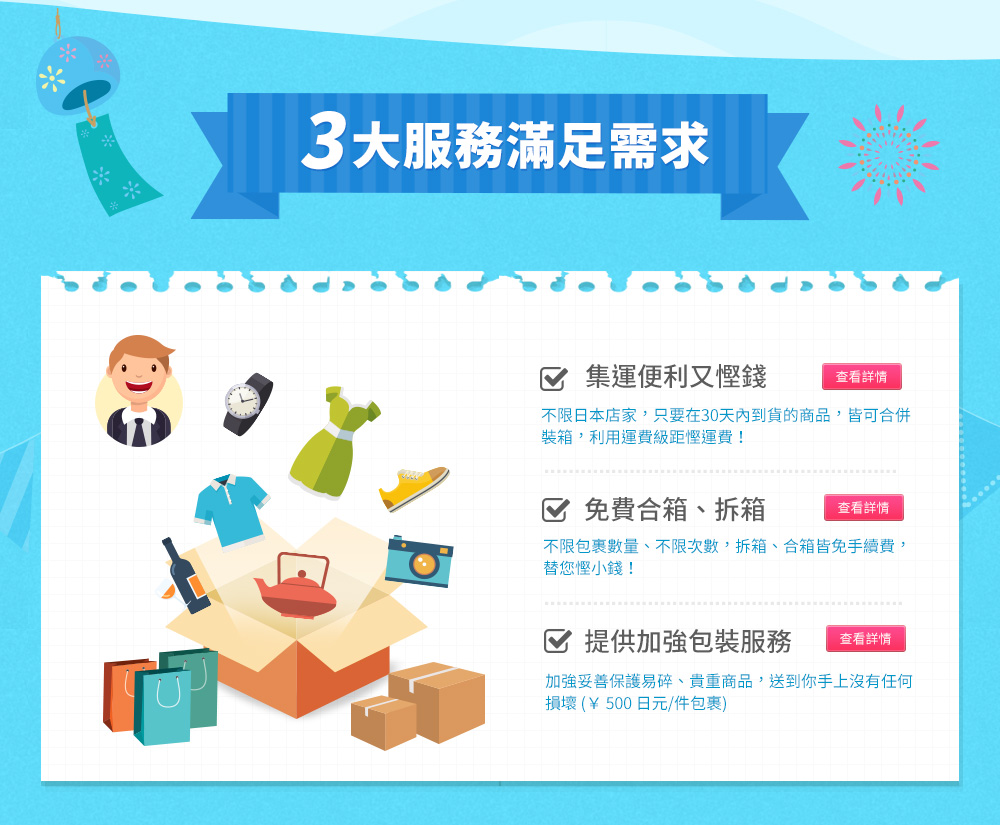 3大服務滿足需求
集運便利又慳錢
查看詳情
不限日本店家，只要在30天內到貨的商品，皆可合併
裝箱，利用運費級距慳運費！
免費合箱、拆箱
查看詳情
不限包裹數量、不限次數，拆箱、合箱皆免手續費，
替您慳小錢！
提供加強包裝服務
查看詳情
加強妥善保護易碎、貴重商品，送到你手上沒有任何
損壞 (￥ 500 日元/件包裹)